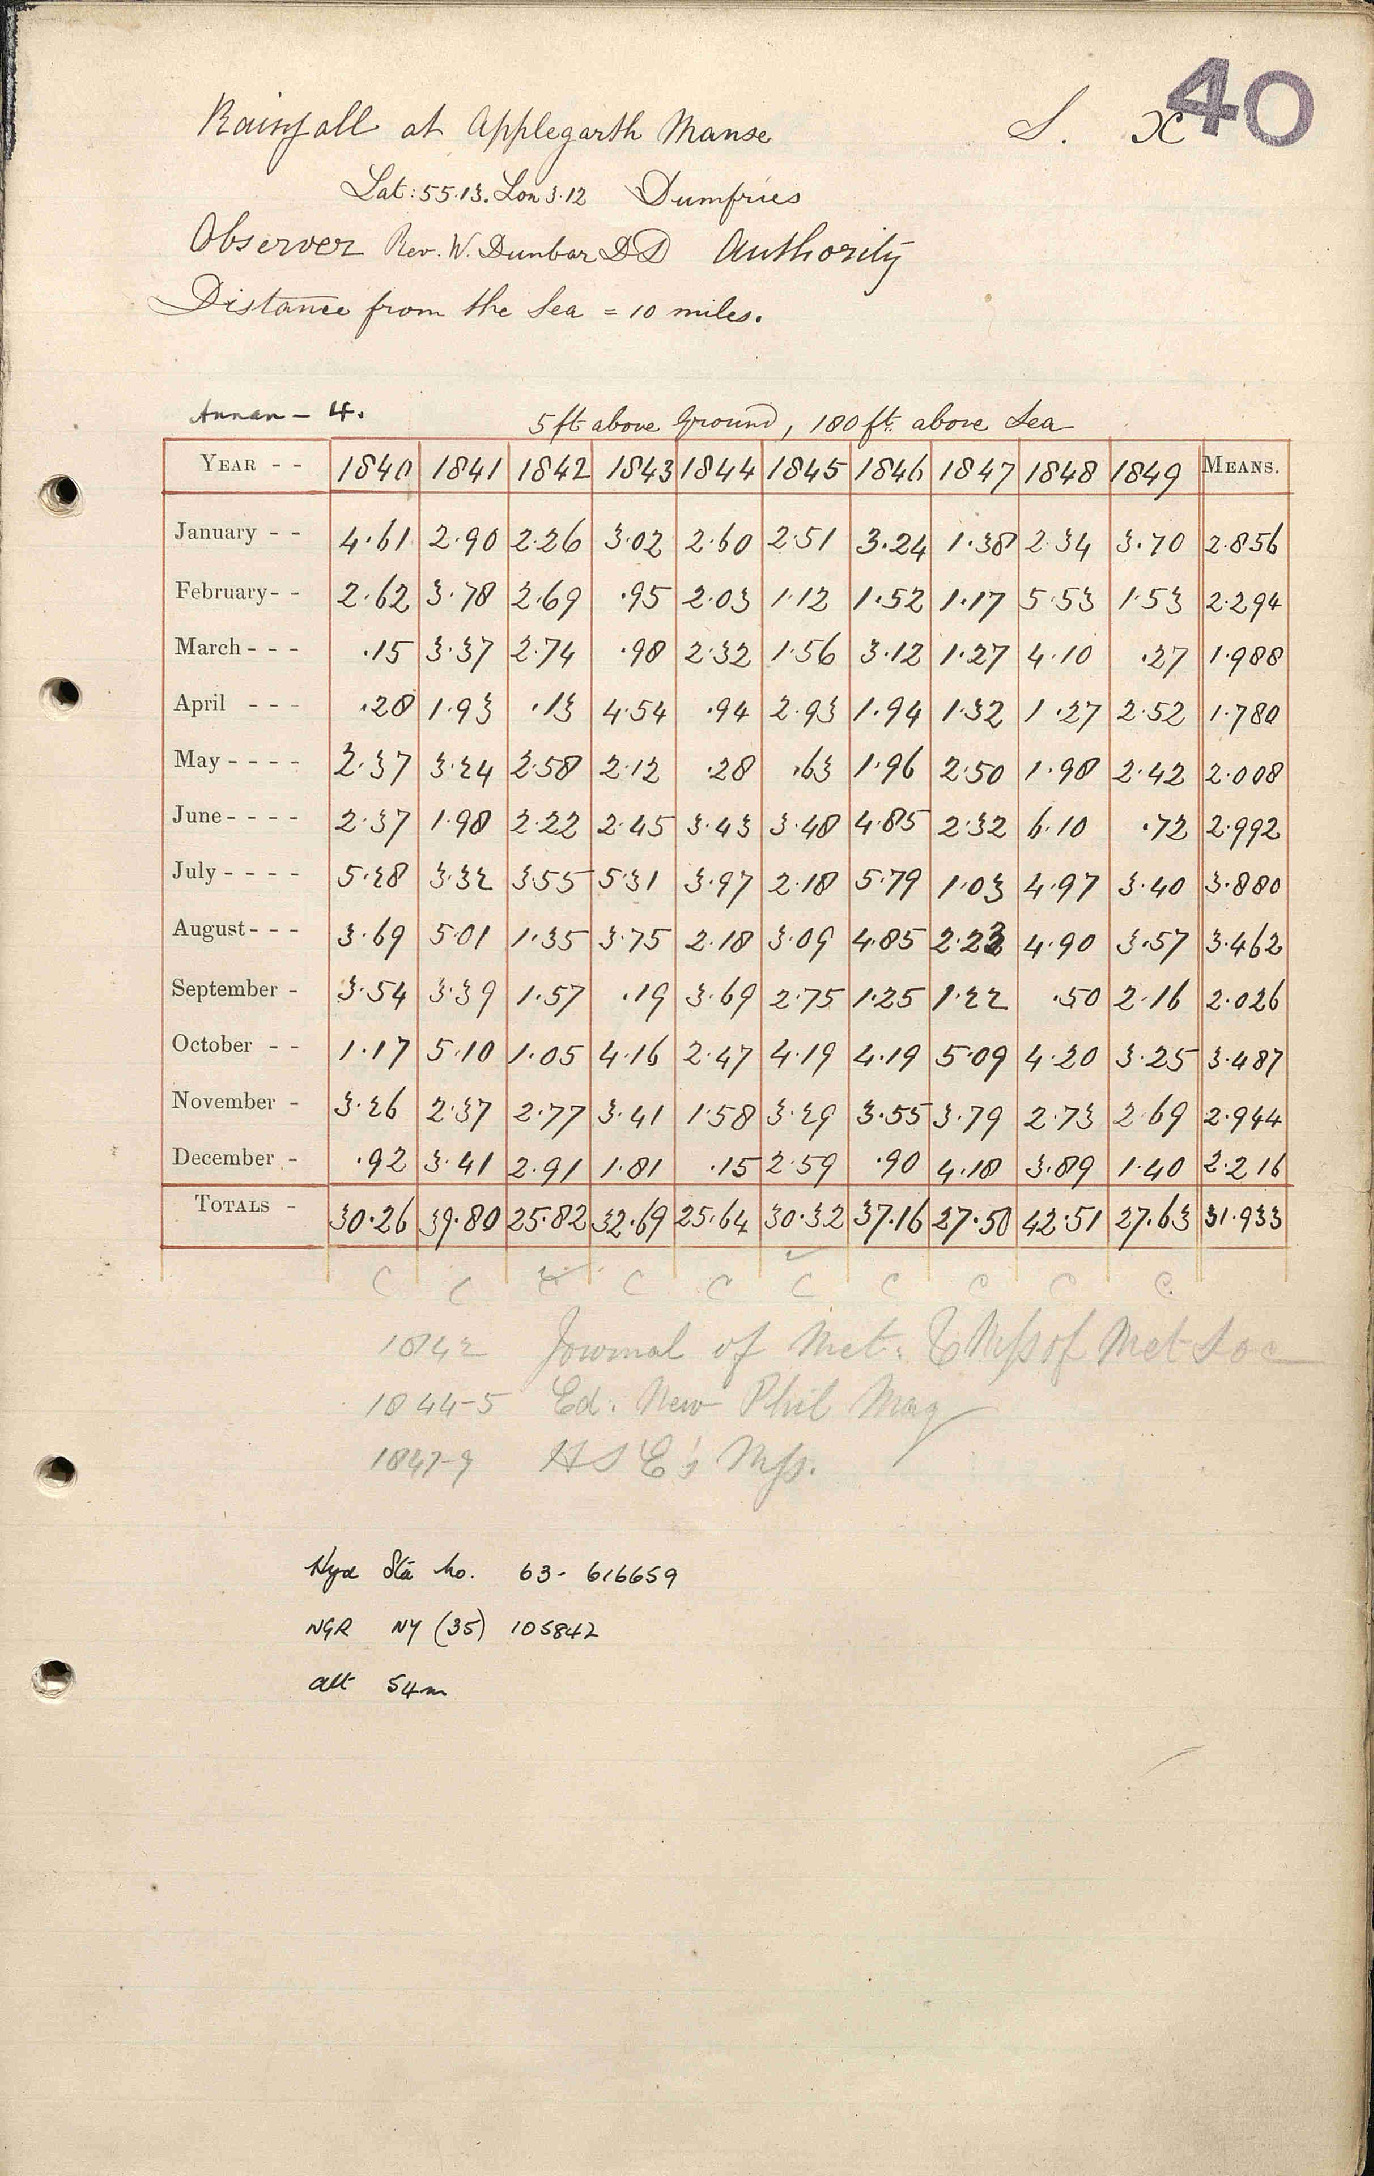 40
Rainfall at Applegarth Manse S. X
Lat: 55.13. Lon 3.12 Dumfries
Observer Rev. W. Dunbar DD Authority
Distance from the Sea = 10 miles.
Annan - 4.
5 ft above Ground, 180 ft above Sea
YEAR - - 1840 1841 1842 1843 1844 1845 1846 1847 1848 1849 MEANS.
January - - 4.61 2.90 2.26 3.02 2.60 2.51 3.24 1.38 2.34 3.70 2.856
February - - 2.62 3.78 2.69 .95 2.03 1.12 1.52 1.17 5.53 1.53 2.294
March - - - .15 3.37 2.74 .98 2.32 1.56 3.12 1.27 4.10 .27 1.988
April - - - .28 1.93 .13 4.54 .94 2.93 1.94 1.32 1.27 2.52 1.780
May - - - - 2.37 3.24 2.58 2.12 .28 .63 1.96 2.50 1.98 2.42 2.008
June - - - - 2.37 1.98 2.22 2.45 3.43 3.48 4.85 2.32 6.10 .72 2.992
July - - - - 5.28 3.32 3.55 5.31 3.97 2.18 5.79 1.03 4.97 3.40 3.880
August - - - 3.69 5.01 1.35 3.75 2.18 3.09 4.85 2.23 4.90 3.57 3.462
September - 3.54 3.39 1.57 .19 3.69 2.75 1.25 1.22 .50 2.16 2.026
October - - 1.17 5.10 1.05 4.16 2.47 4.19 4.19 5.09 4.20 3.25 3.487
November - 3.26 2.37 2.77 3.41 1.58 3.29 3.55 3.79 2.73 2.69 2.944
December - .92 3.41 2.91 1.81 .15 2.59 .90 4.18 3.89 1.40 2.216
TOTALS - 30.26 39.80 25.82 32.69 25.64 30.32 37.16 27.50 42.51 27.63 31.933
C C C C C C C C C C
1842 Journal of Met: & Mss of Met Soc
1844-5 Ed. New Phil Mag
1847-9 H S E's Mss.
Hyd Sta No. 63- 616659
NGR NY (35) 105842
alt 54m